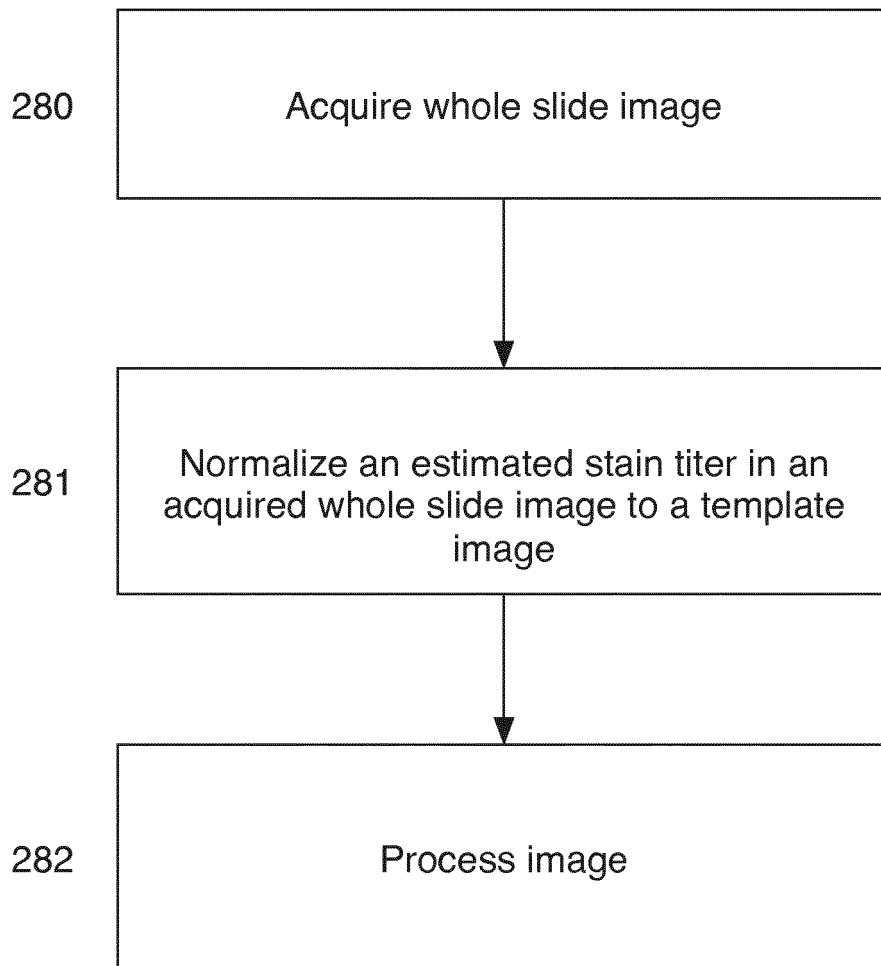 280
Acquire whole slide image
281
Normalize an estimated stain titer in an
acquired whole slide image to a template
image
282
Process image